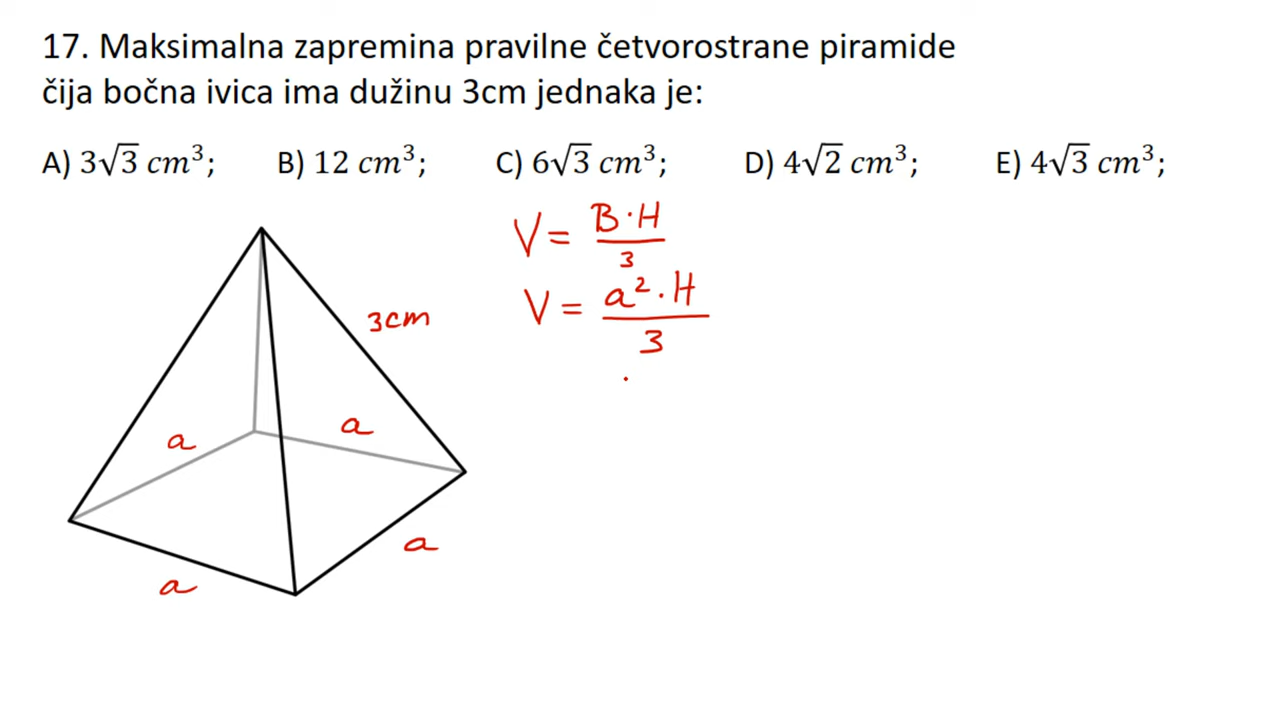 17. Maksimalna zapremina pravilne četvorostrane piramide
čija bočna ivica ima dužinu 3cm jednaka je:
A) 3√3 cm³; B) 12 cm³; C) 6√3 cm³; D) 4√2 cm³; E) 4√3 cm³;
V = B·H/3
V = a²·H/3
3cm
a
a
a
a